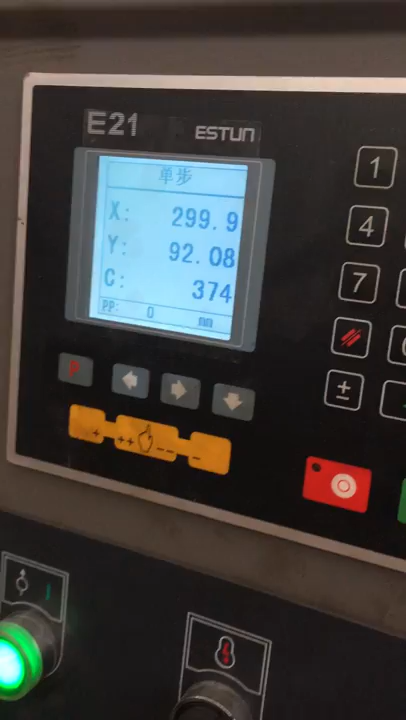 E21
ESTUN
单步
X: 299.9
Y: 92.08
C: 374
PP: 0 mm
1
4
7
±
P
+ ++ -- -